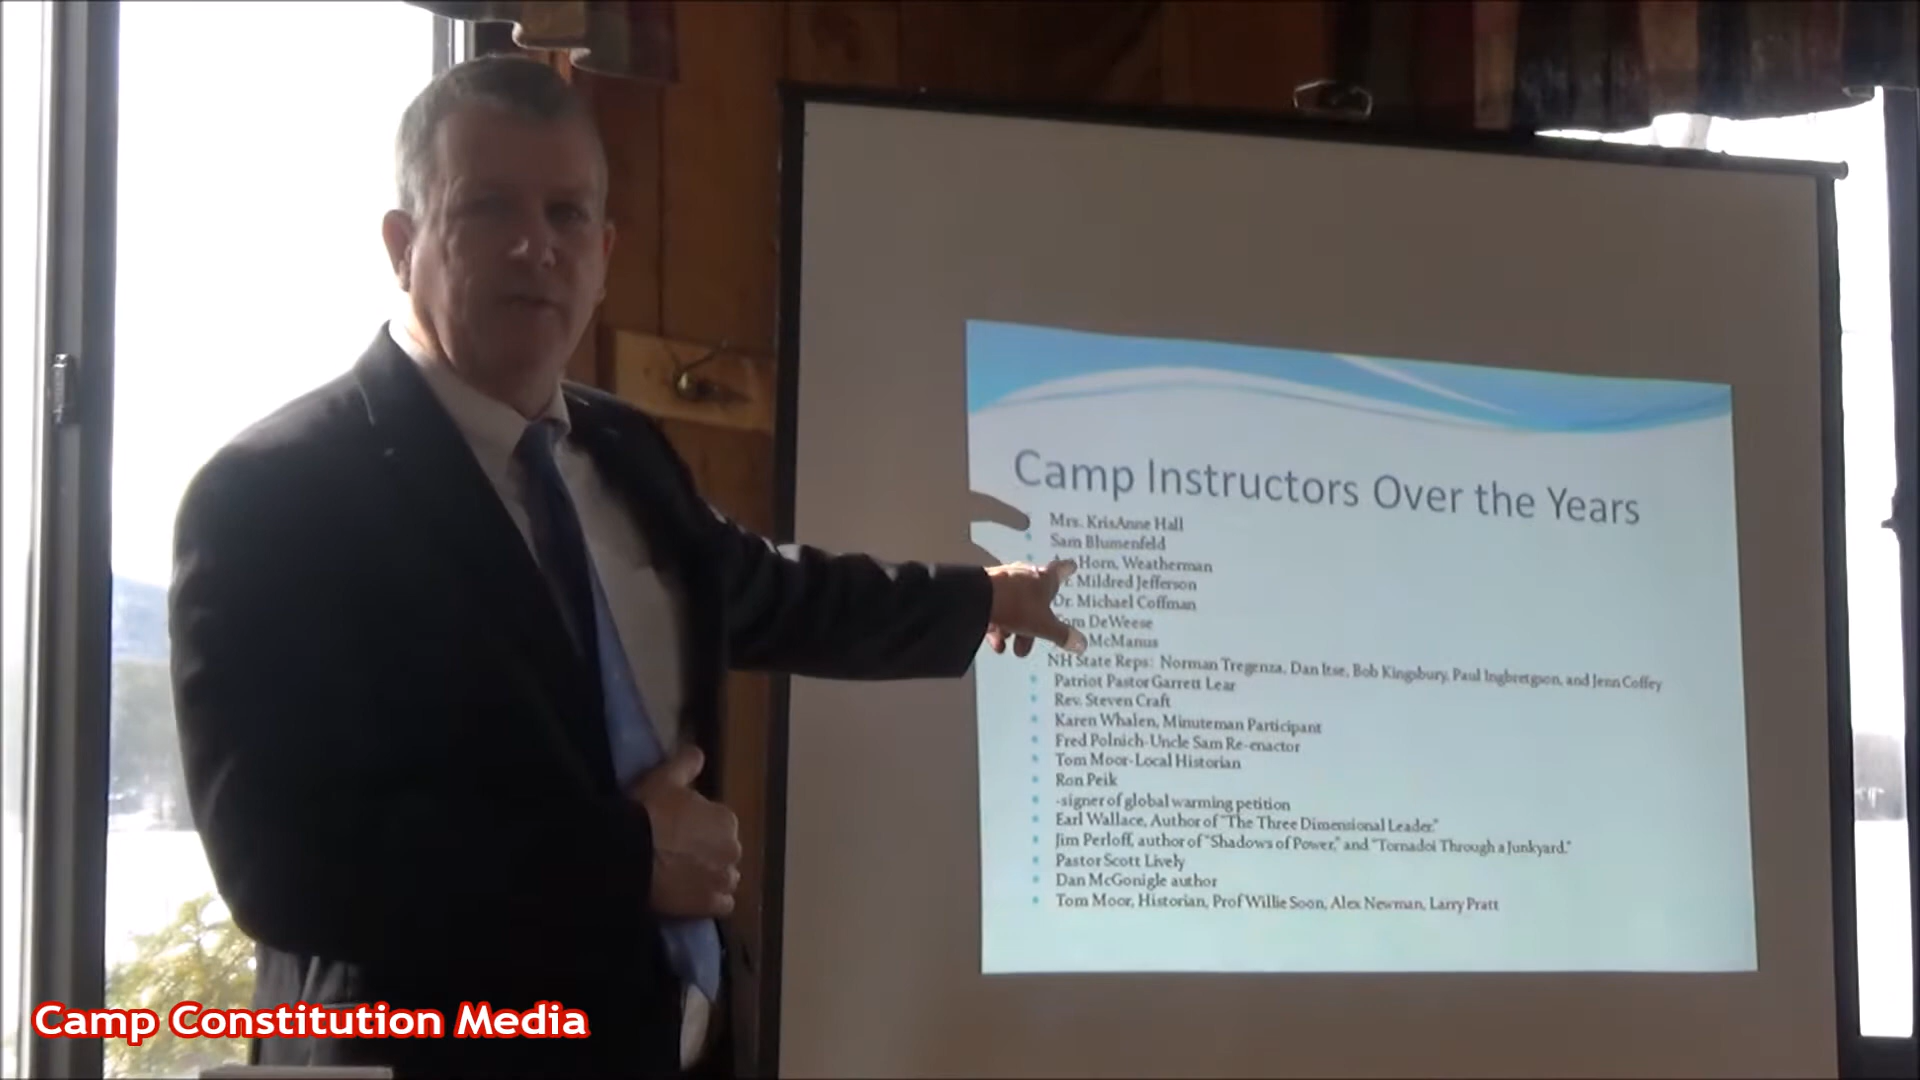 Camp Instructors Over the Years
Mrs. KrisAnne Hall
Sam Blumenfeld
Horn, Weatherman
Mildred Jefferson
Dr. Michael Coffman
DeWeese
McManus
NH State Reps: Norman Tregenza, Dan Itse, Bob Kingsbury, Paul Ingbretson, and Jenn Coffey
Patriot Pastor Garrett Lear
Rev. Steven Craft
Karen Whalen, Minuteman Participant
Fred Polnich-Uncle Sam Re-enactor
Tom Moor-Local Historian
Ron Peik
-signer of global warming petition
Earl Wallace, Author of "The Three Dimensional Leader."
Jim Perloff, author of "Shadows of Power," and "Tornadoi Through a Junkyard."
Pastor Scott Lively
Dan McGonigle author
Tom Moor, Historian, Prof Willie Soon, Alex Newman, Larry Pratt
Camp Constitution Media